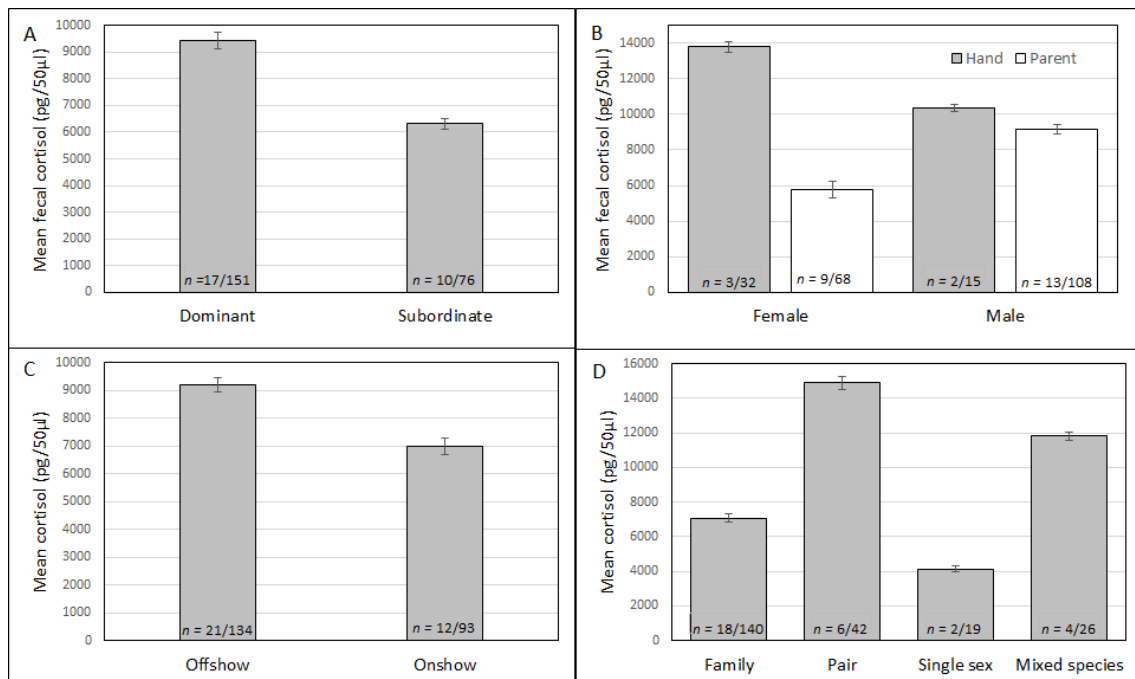 A
Mean fecal cortisol (pg/50µl)
10000
9000
8000
7000
6000
5000
4000
3000
2000
1000
0
n =17/151
n = 10/76
Dominant
Subordinate
B
Mean fecal cortisol (pg/50µl)
Hand
Parent
14000
12000
10000
8000
6000
4000
2000
0
n = 3/32
n = 9/68
n = 2/15
n = 13/108
Female
Male
C
Mean cortisol (pg/50µl)
10000
9000
8000
7000
6000
5000
4000
3000
2000
1000
0
n = 21/134
n = 12/93
Offshow
Onshow
D
Mean cortisol (pg/50µl)
16000
14000
12000
10000
8000
6000
4000
2000
0
n = 18/140
n = 6/42
n = 2/19
n = 4/26
Family
Pair
Single sex
Mixed species